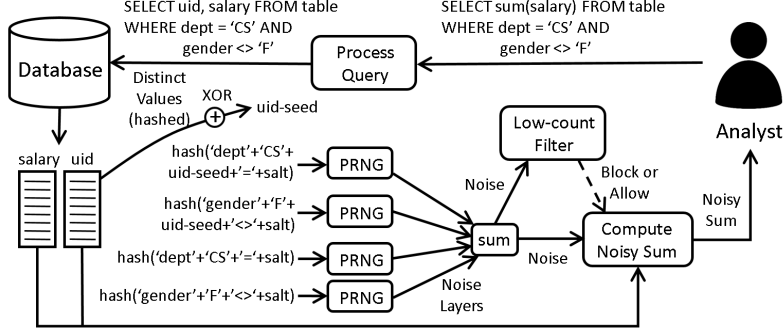 SELECT uid, salary FROM table
WHERE dept = ‘CS’ AND
gender <> ‘F’
SELECT sum(salary) FROM table
WHERE dept = ‘CS’ AND
gender <> ‘F’
Database
Process
Query
Distinct
Values
(hashed)
XOR
+
uid-seed
Analyst
salary uid
Low-count
Filter
hash(‘dept’+‘CS’+
uid-seed+’=‘+salt)
PRNG
Noise
Block or
Allow
hash(‘gender’+‘F’+
uid-seed+’<>‘+salt)
PRNG
Noisy
Sum
sum
Compute
Noisy Sum
hash(‘dept’+‘CS’+’=‘+salt)
PRNG
Noise
hash(‘gender’+‘F’+’<>‘+salt)
PRNG
Noise
Layers